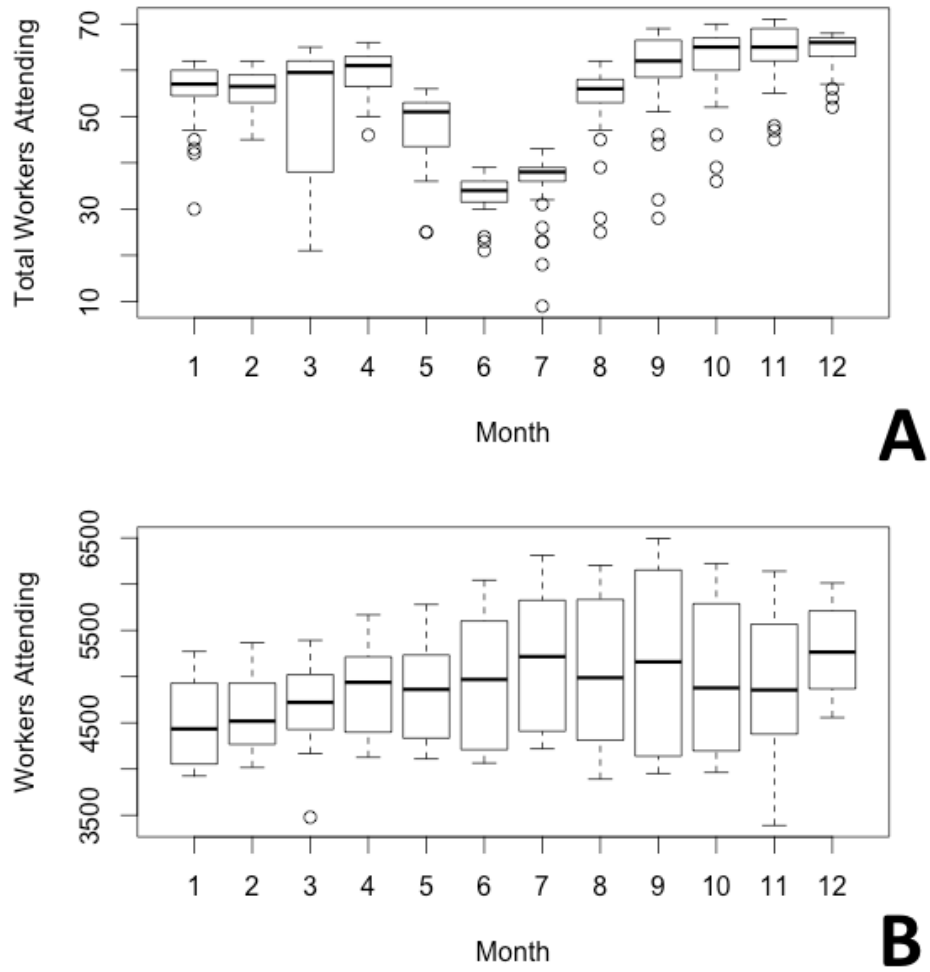 Total Workers Attending
70
50
30
10
1 2 3 4 5 6 7 8 9 10 11 12
Month
A
Workers Attending
6500
5500
4500
3500
1 2 3 4 5 6 7 8 9 10 11 12
Month
B